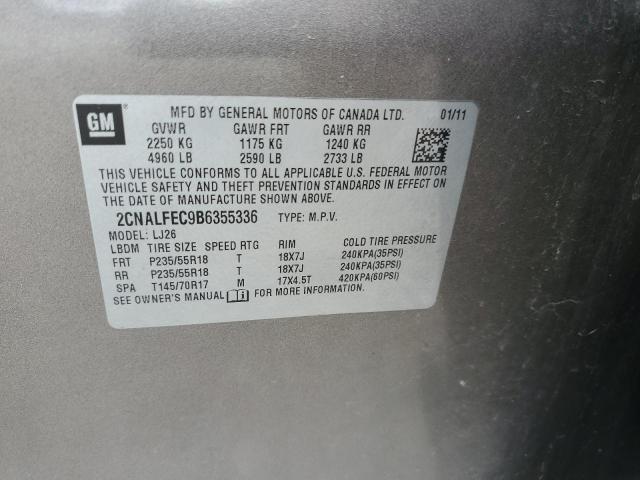 GM
MFD BY GENERAL MOTORS OF CANADA LTD. 01/11
GVWR GAWR FRT GAWR RR
2250 KG 1175 KG 1240 KG
4960 LB 2590 LB 2733 LB
THIS VEHICLE CONFORMS TO ALL APPLICABLE U.S. FEDERAL MOTOR
VEHICLE SAFETY AND THEFT PREVENTION STANDARDS IN EFFECT ON
THE DATE OF MANUFACTURE SHOWN ABOVE.
2CNALFEC9B6355336 TYPE: M.P.V.
MODEL: LJ26
LBDM TIRE SIZE SPEED RTG RIM COLD TIRE PRESSURE
FRT P235/55R18 T 18X7J 240KPA(35PSI)
RR P235/55R18 T 18X7J 240KPA(35PSI)
SPA T145/70R17 M 17X4.5T 420KPA(60PSI)
SEE OWNER'S MANUAL i FOR MORE INFORMATION.